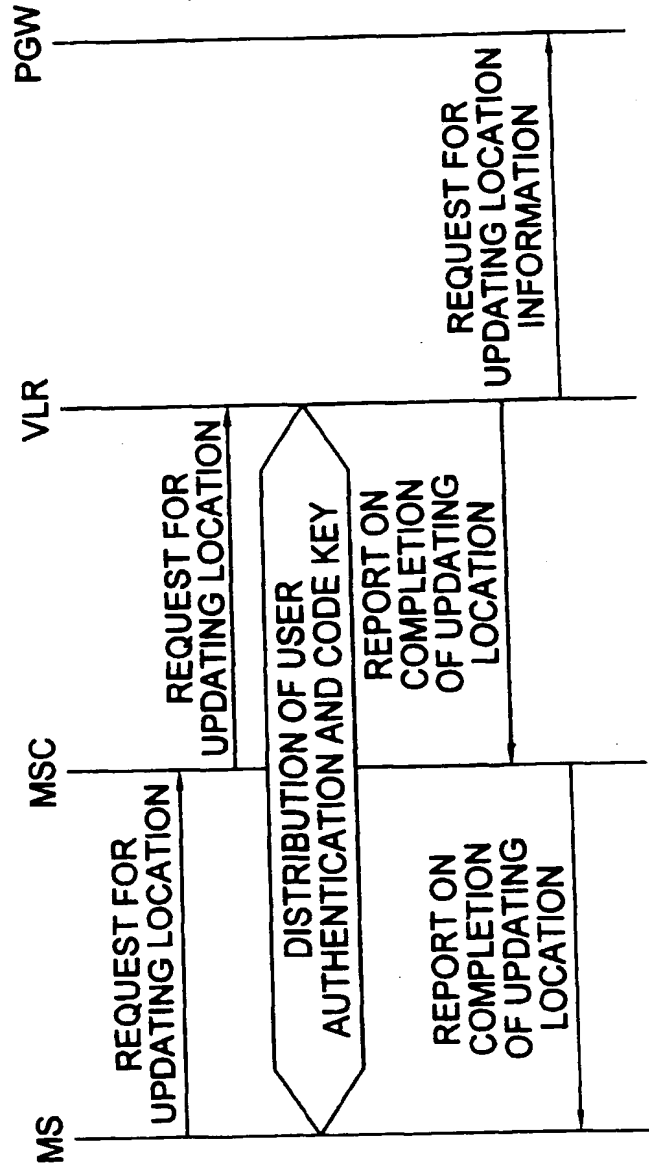 MS
MSC
VLR
PGW
REQUEST FOR
UPDATING LOCATION
REQUEST FOR
UPDATING LOCATION
DISTRIBUTION OF USER
AUTHENTICATION AND CODE KEY
REPORT ON
COMPLETION
OF UPDATING
LOCATION
REQUEST FOR
UPDATING LOCATION
INFORMATION
REPORT ON
COMPLETION
OF UPDATING
LOCATION